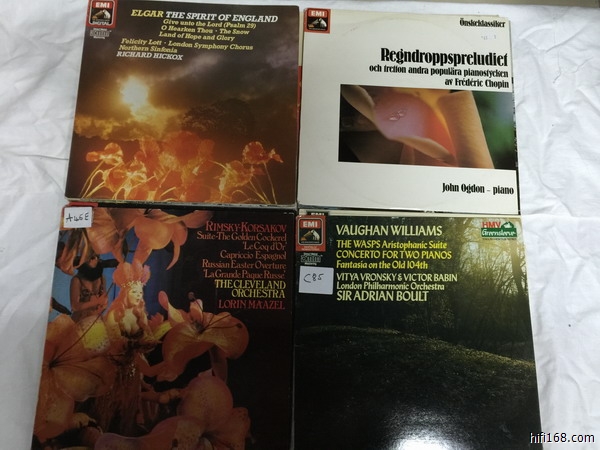 EMI
DIGITAL
ELGAR THE SPIRIT OF ENGLAND
Give unto the Lord (Psalm 29)
O Hearken Thou · The Snow
Land of Hope and Glory
Felicity Lott · London Symphony Chorus
Northern Sinfonia
RICHARD HICKOX
EMI
Önskeklassiker
Regndroppspreludiet
och tretton andra populära pianostycken
av Frédéric Chopin
John Ogdon – piano
A45E
RIMSKY-KORSAKOV
Suite-The Golden Cockerel
'Le Coq d'Or'
Capriccio Espagnol
Russian Easter Overture
'La Grande Paque Russe'
THE CLEVELAND
ORCHESTRA
LORIN MAAZEL
EMI
C85
VAUGHAN WILLIAMS
HMV
Greensleeve
THE WASPS Aristophanic Suite
CONCERTO FOR TWO PIANOS
Fantasia on the Old 104th
VITYA VRONSKY & VICTOR BABIN
London Philharmonic Orchestra
SIR ADRIAN BOULT
hifi168.com